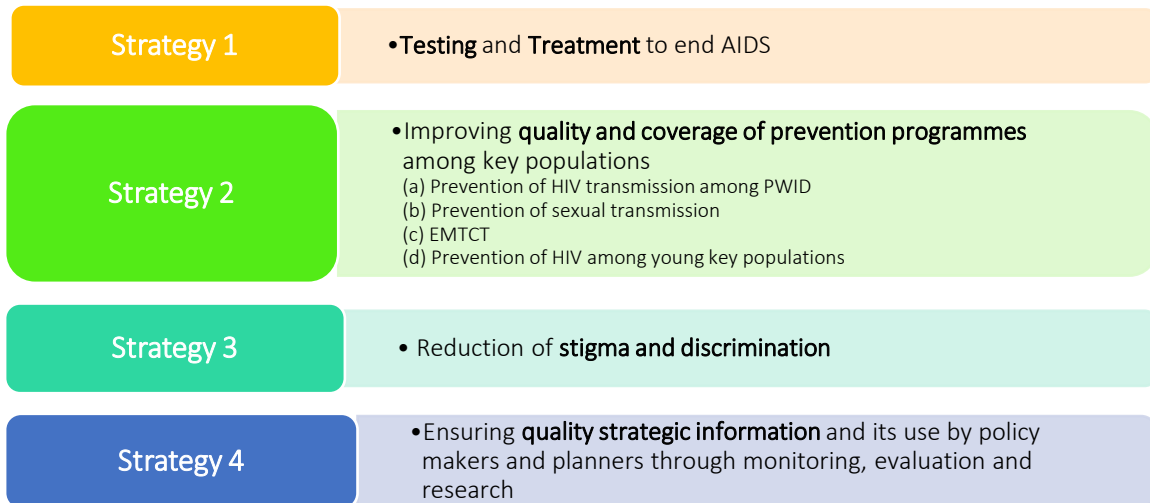 Strategy 1
•Testing and Treatment to end AIDS
Strategy 2
•Improving quality and coverage of prevention programmes
among key populations
(a) Prevention of HIV transmission among PWID
(b) Prevention of sexual transmission
(c) EMTCT
(d) Prevention of HIV among young key populations
Strategy 3
• Reduction of stigma and discrimination
Strategy 4
•Ensuring quality strategic information and its use by policy
makers and planners through monitoring, evaluation and
research